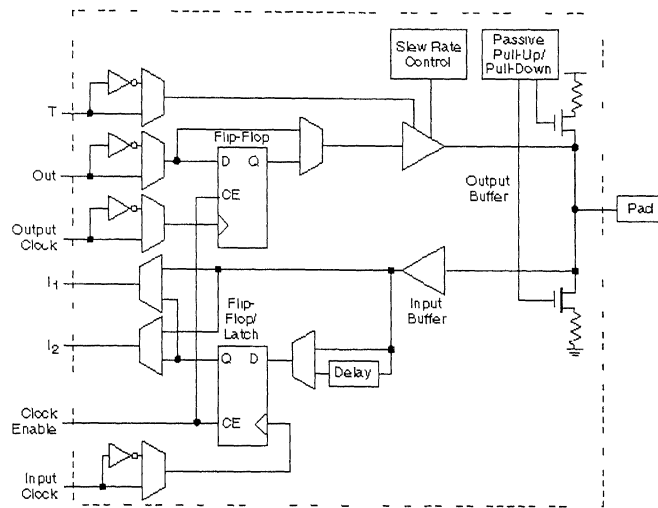 Slew Rate
Control
Passive
Pull-Up/
Pull-Down
T
Flip-Flop
D Q
Out
CE
Output
Buffer
Pad
Output
Clock
I1
Flip-
Flop/
Latch
Input
Buffer
I2
Q D
Delay
Clock
Enable
CE
Input
Clock